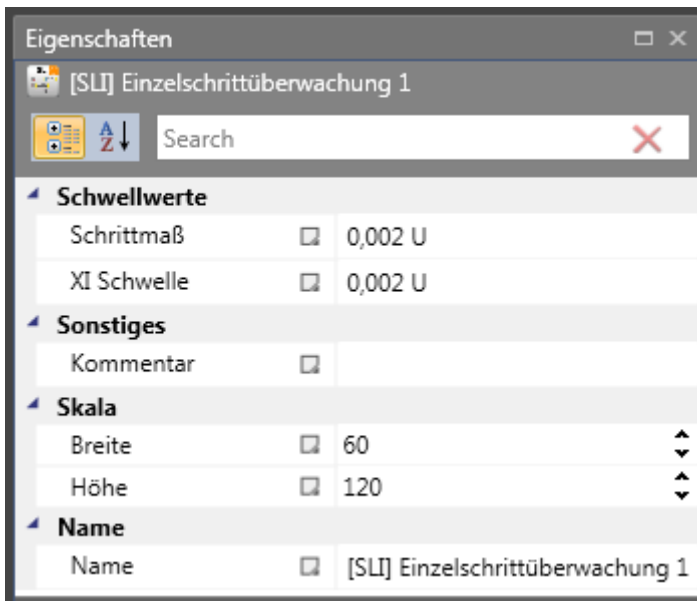 Eigenschaften
[SLI] Einzelschrittüberwachung 1
A
Z
Search
Schwellwerte
Schrittmaß 0,002 U
XI Schwelle 0,002 U
Sonstiges
Kommentar
Skala
Breite 60
Höhe 120
Name
Name [SLI] Einzelschrittüberwachung 1